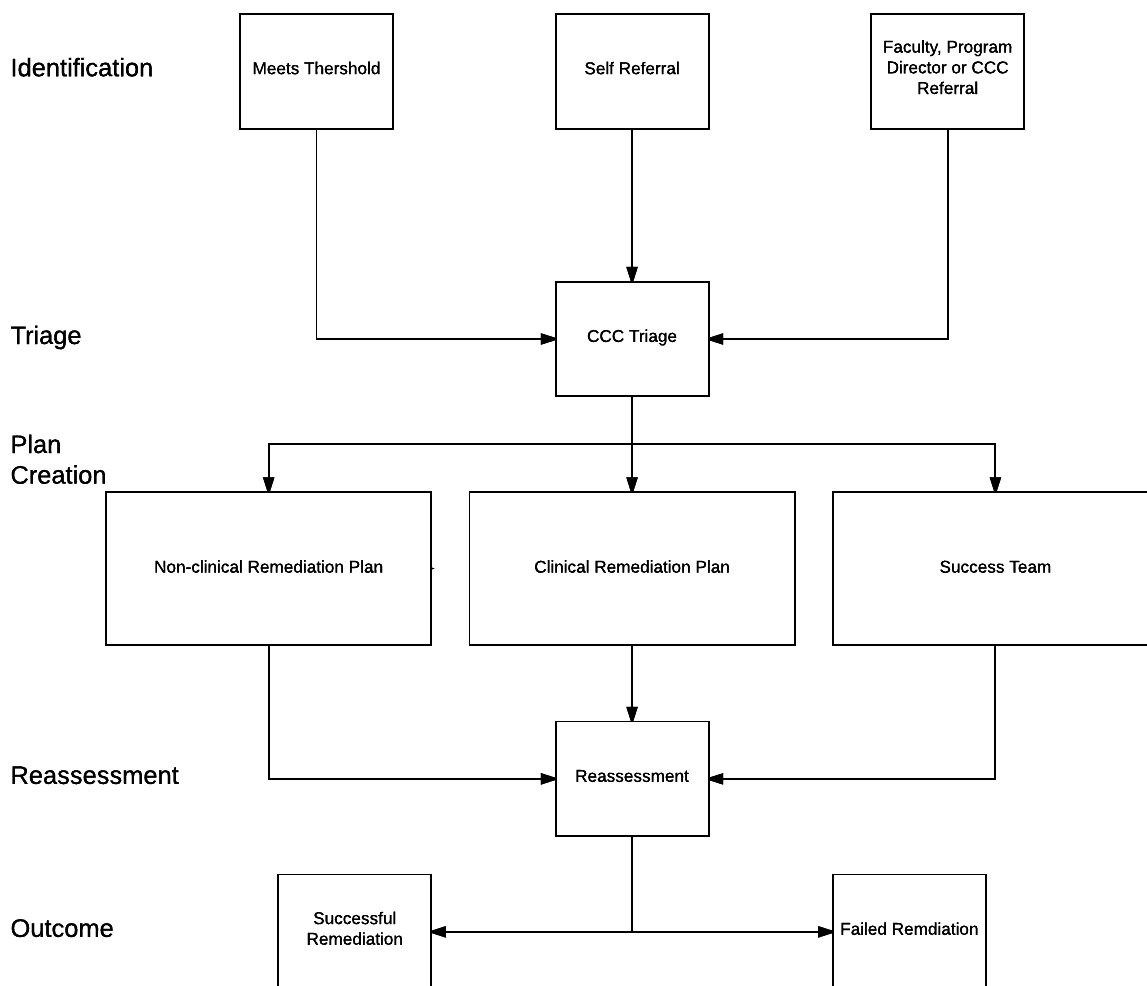 Identification
Meets Thershold
Self Referral
Faculty, Program
Director or CCC
Referral
Triage
CCC Triage
Plan
Creation
Non-clinical Remediation Plan
Clinical Remediation Plan
Success Team
Reassessment
Reassessment
Outcome
Successful
Remediation
Failed Remdiation